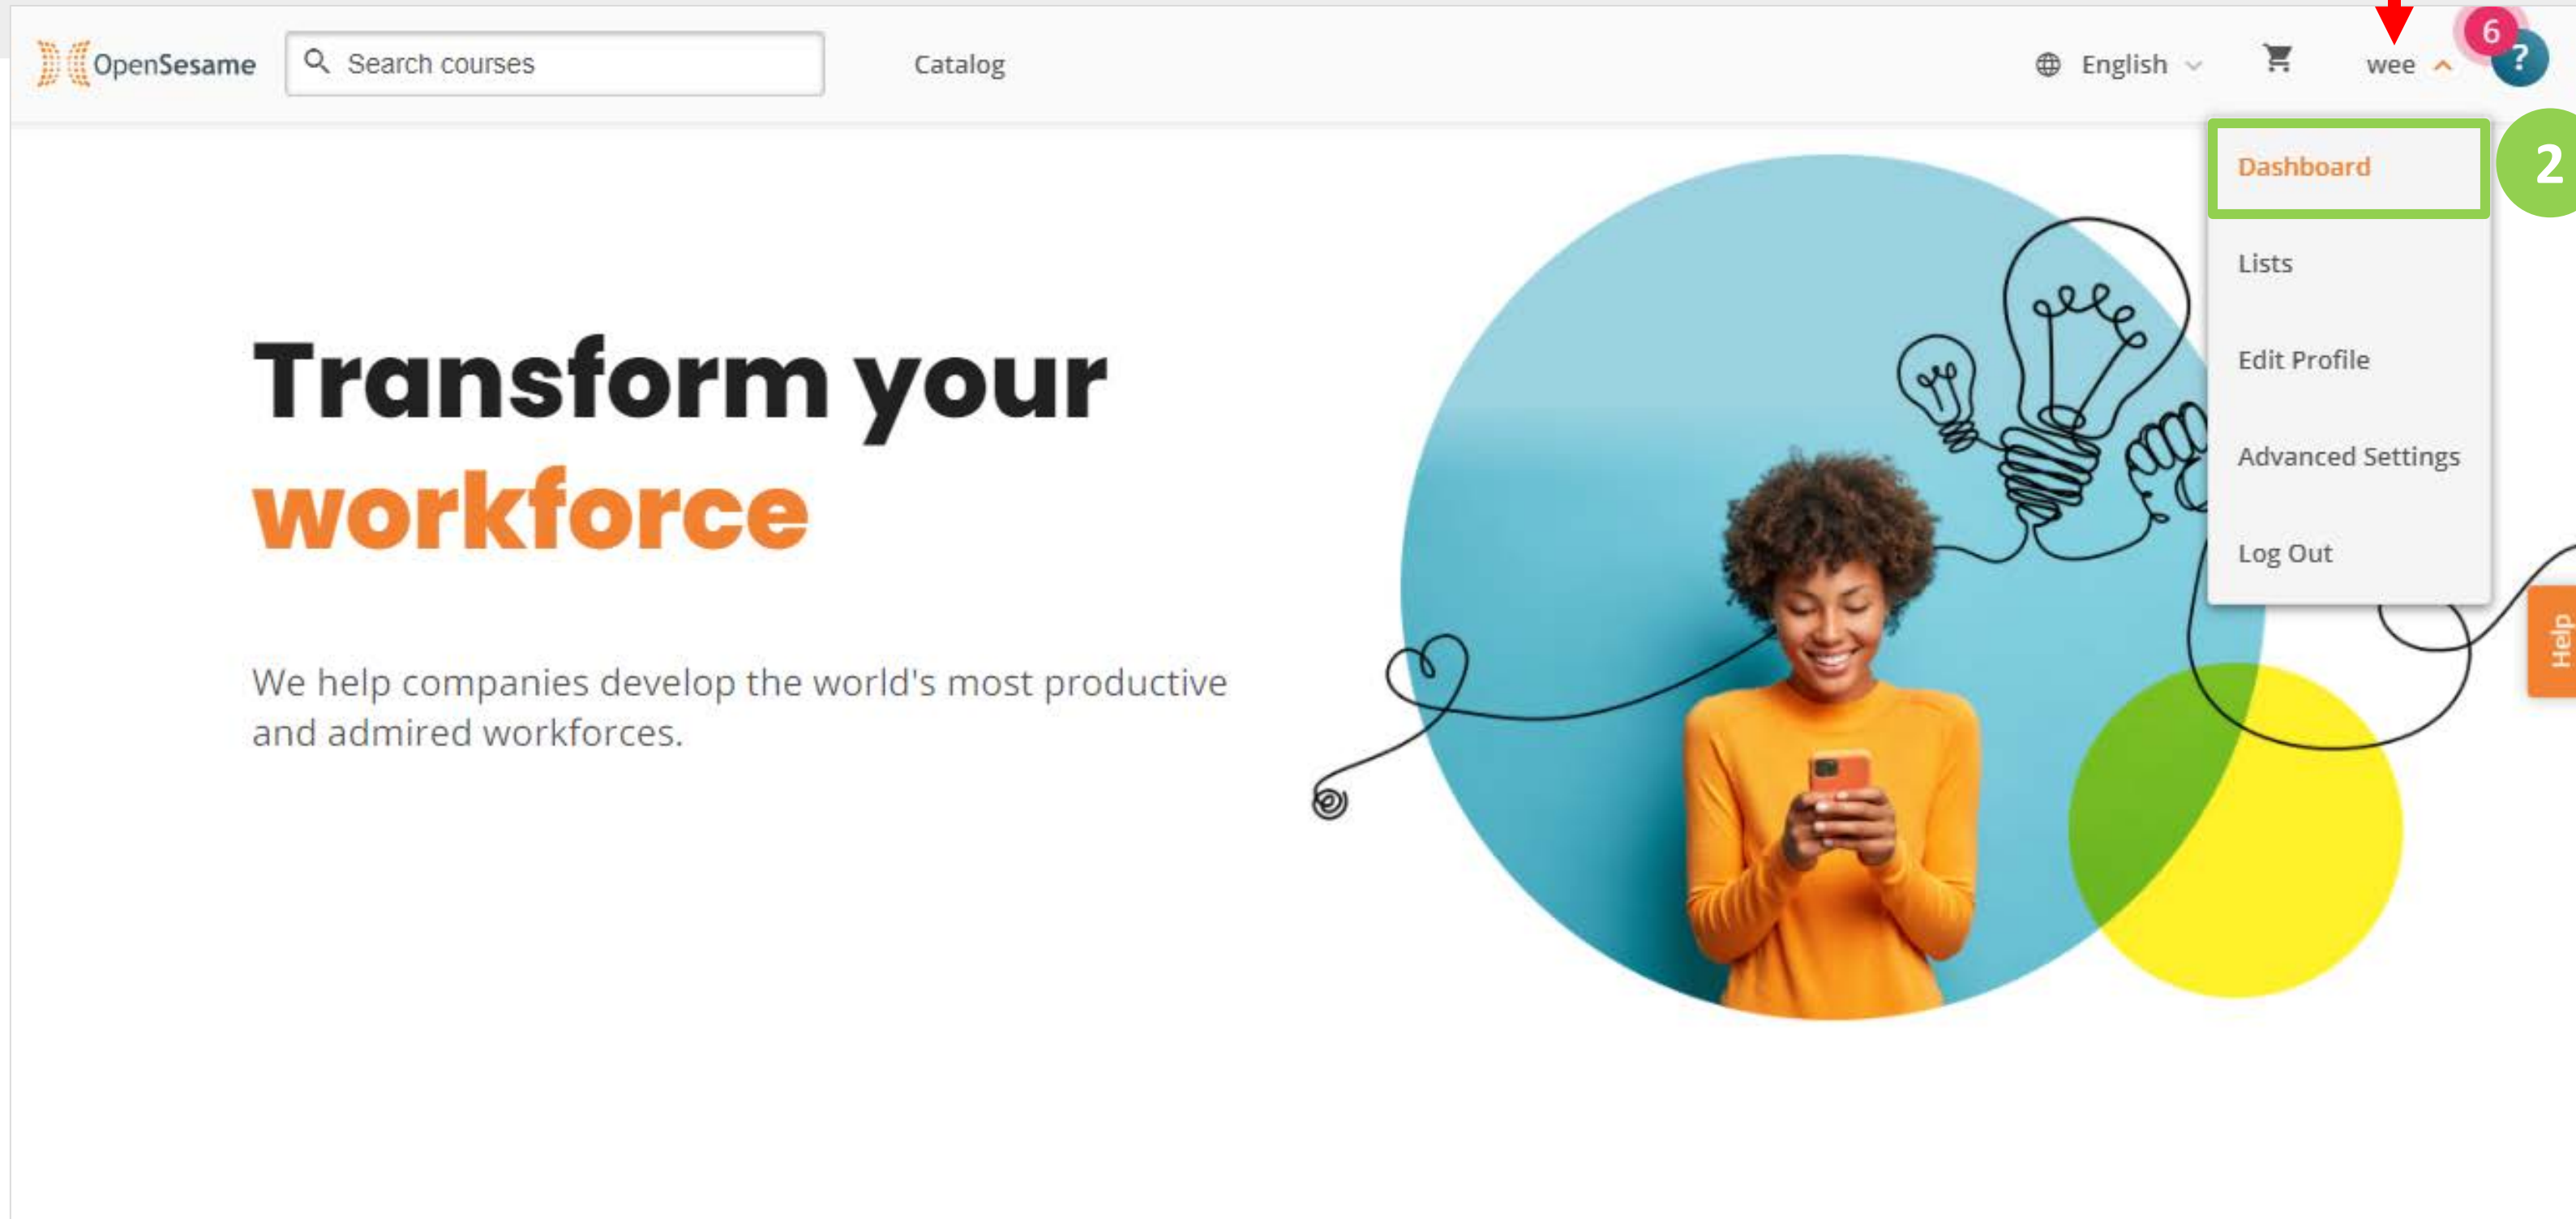 OpenSesame
Search courses
Catalog
English
wee
6
?
Dashboard
2
Lists
Edit Profile
Advanced Settings
Log Out
Transform your
workforce
We help companies develop the world's most productive
and admired workforces.
Help